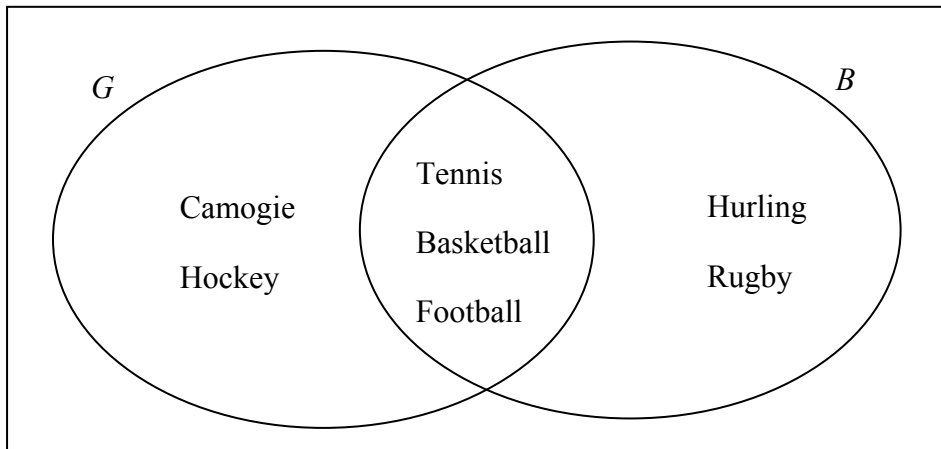 G
B
Tennis
Camogie
Hurling
Basketball
Hockey
Rugby
Football